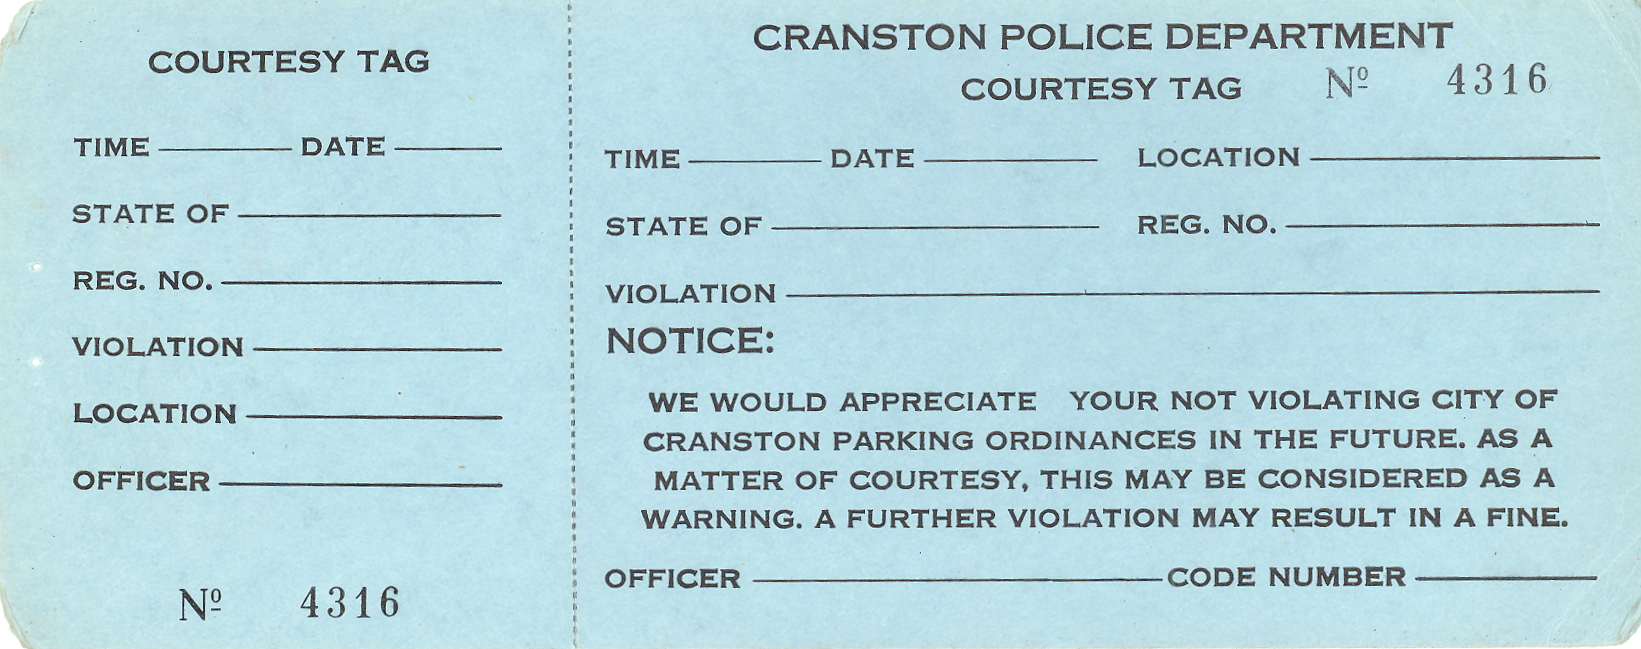 COURTESY TAG
TIME DATE
STATE OF
REG. NO.
VIOLATION
LOCATION
OFFICER
Nº 4316
CRANSTON POLICE DEPARTMENT
COURTESY TAG Nº 4316
TIME DATE LOCATION
STATE OF REG. NO.
VIOLATION
NOTICE:
WE WOULD APPRECIATE YOUR NOT VIOLATING CITY OF
CRANSTON PARKING ORDINANCES IN THE FUTURE. AS A
MATTER OF COURTESY, THIS MAY BE CONSIDERED AS A
WARNING. A FURTHER VIOLATION MAY RESULT IN A FINE.
OFFICER CODE NUMBER